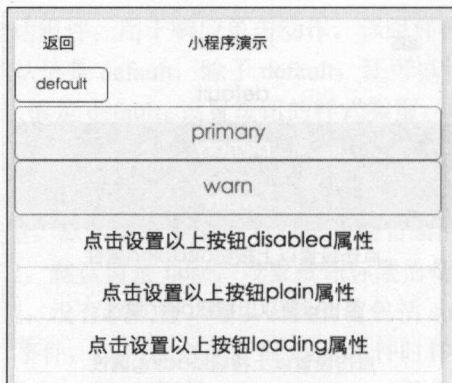 返回 小程序演示
default
primary
warn
点击设置以上按钮disabled属性
点击设置以上按钮plain属性
点击设置以上按钮loading属性